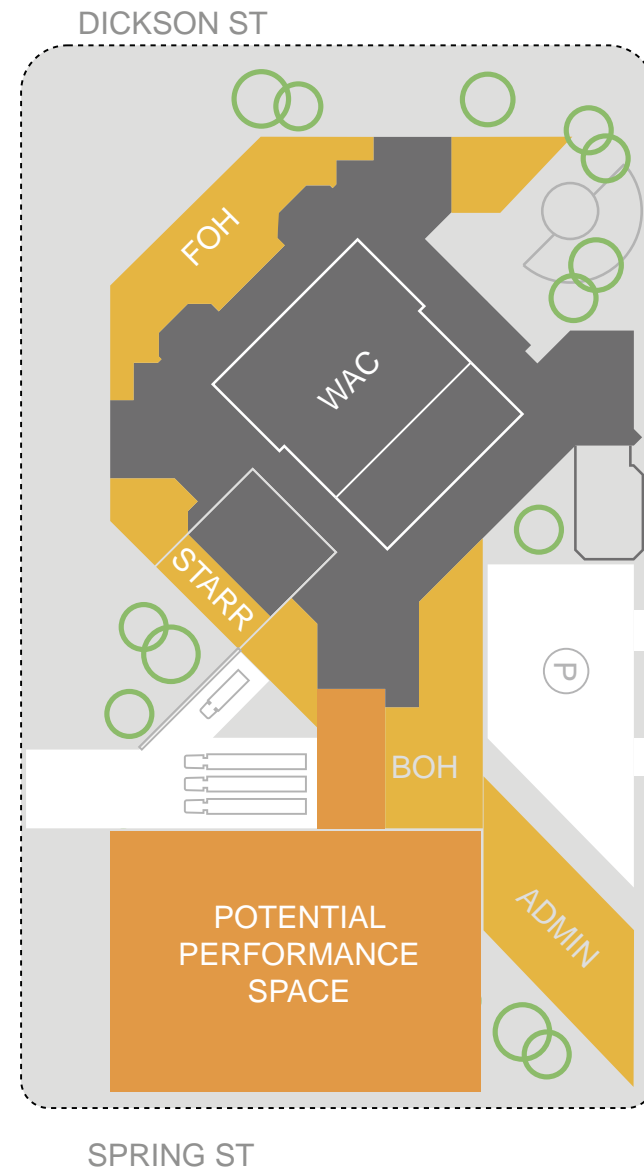 DICKSON ST
FOH
WAC
STARR
P
BOH
ADMIN
POTENTIAL
PERFORMANCE
SPACE
SPRING ST